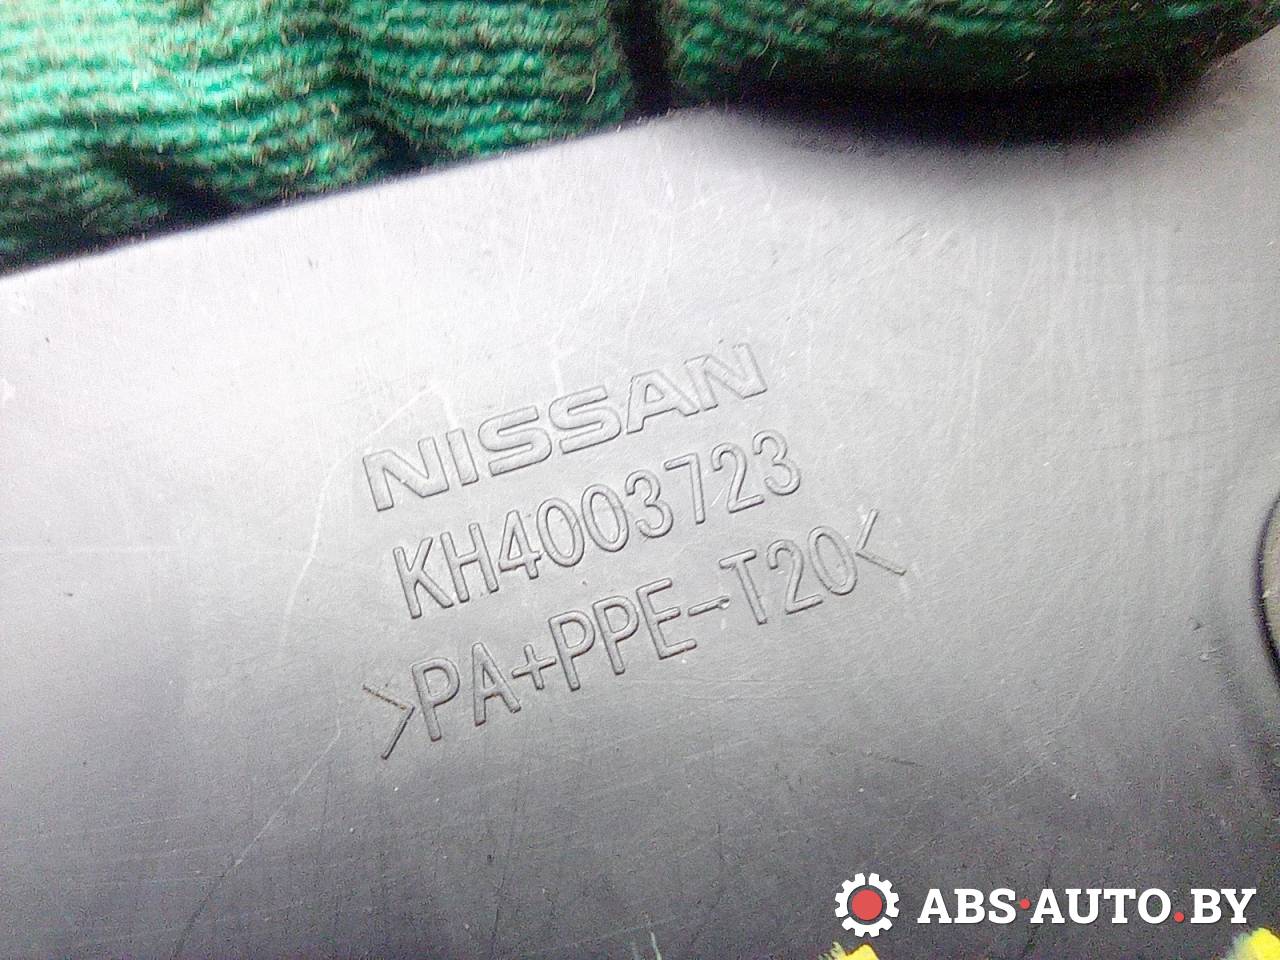 NISSAN
KH4003723
>PA+PPE-T20<
ABS·AUTO.BY